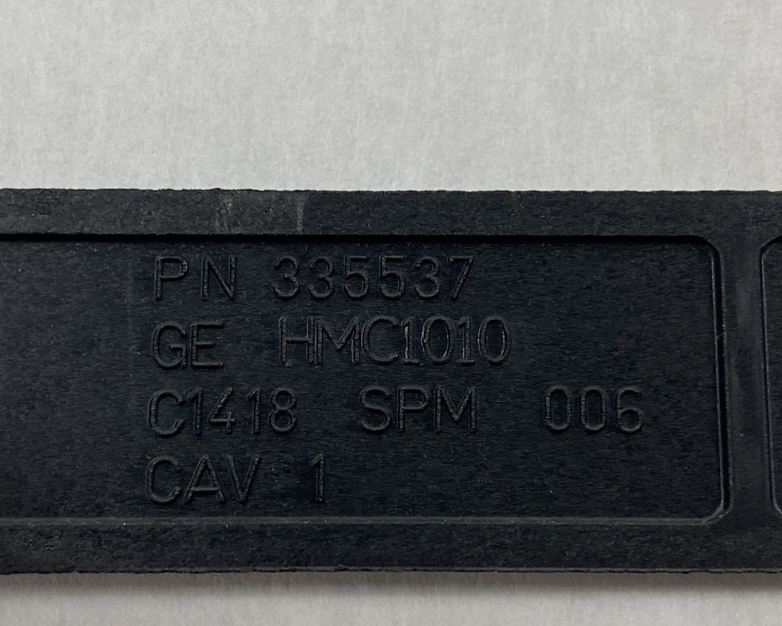 PN 335537
GE HMC1010
C1418 SPM 006
CAV 1